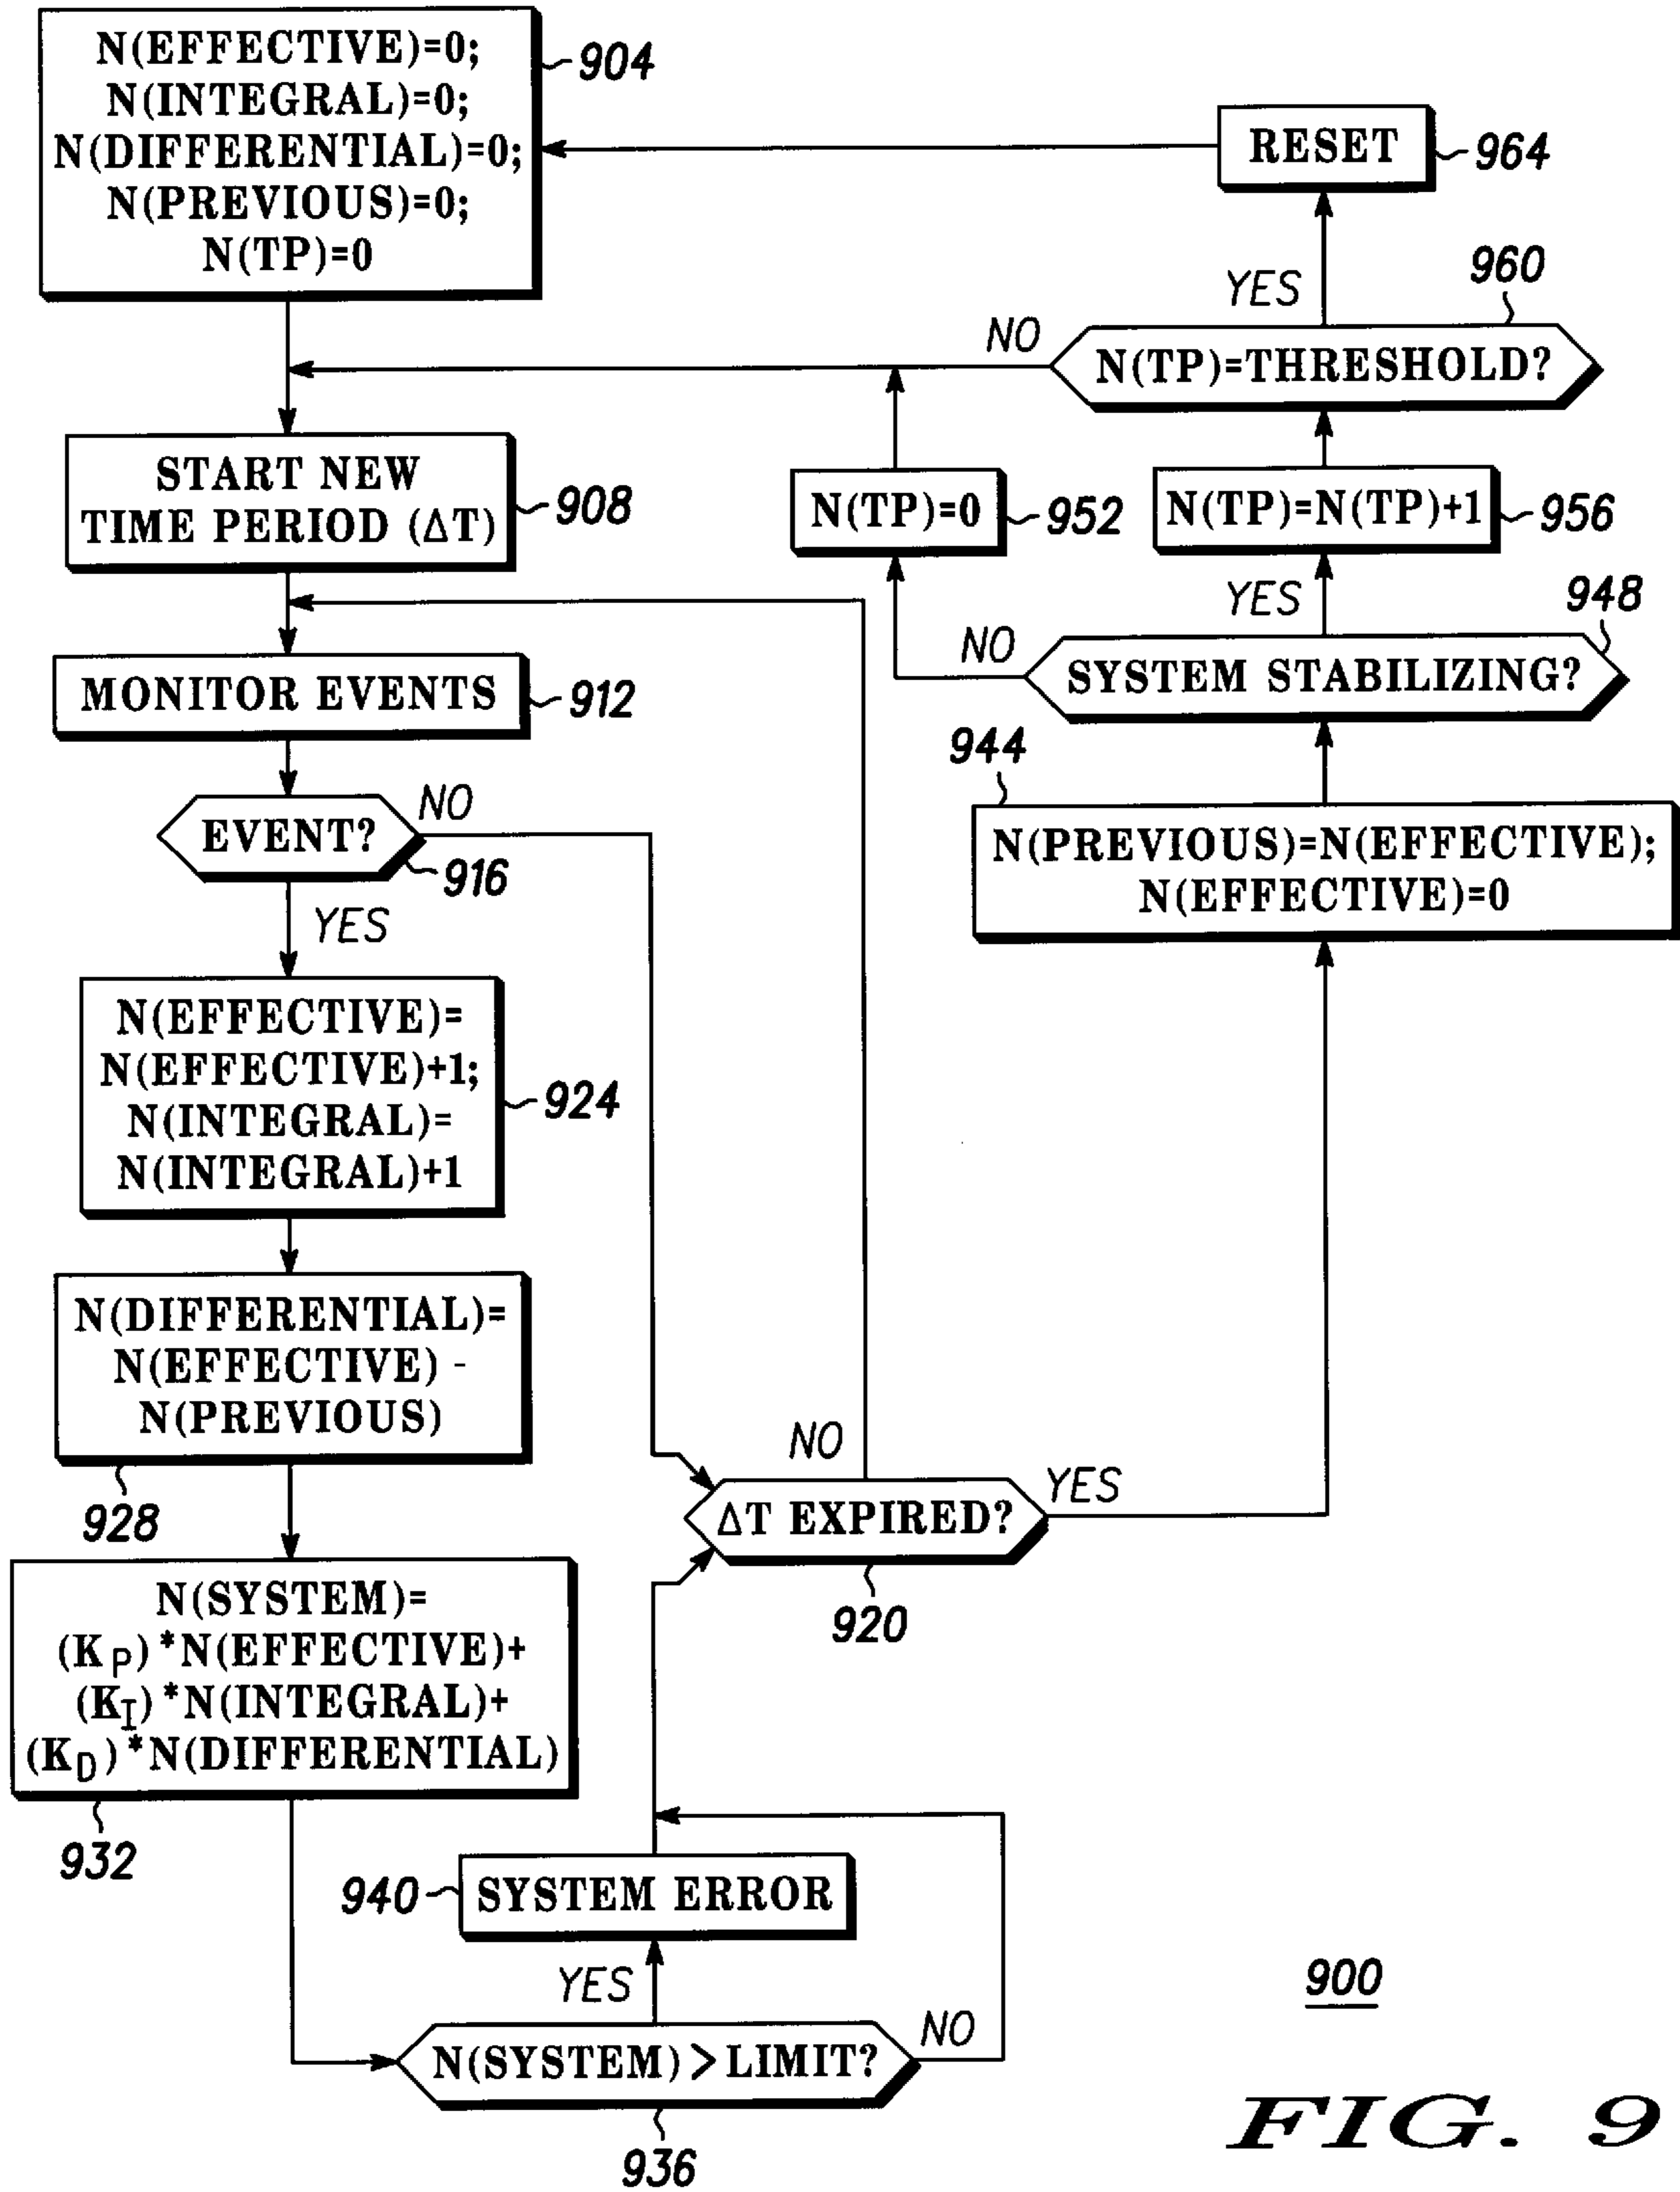 N(EFFECTIVE)=0;
N(INTEGRAL)=0;
N(DIFFERENTIAL)=0;
N(PREVIOUS)=0;
N(TP)=0
904
RESET
964
960
YES
NO
N(TP)=THRESHOLD?
START NEW
TIME PERIOD (ΔT)
908
N(TP)=0
952
N(TP)=N(TP)+1
956
YES
948
NO
SYSTEM STABILIZING?
MONITOR EVENTS
912
944
N(PREVIOUS)=N(EFFECTIVE);
N(EFFECTIVE)=0
EVENT?
NO
916
YES
N(EFFECTIVE)=
N(EFFECTIVE)+1;
N(INTEGRAL)=
N(INTEGRAL)+1
924
N(DIFFERENTIAL)=
N(EFFECTIVE) -
N(PREVIOUS)
928
NO
ΔT EXPIRED?
YES
920
N(SYSTEM)=
(KP)*N(EFFECTIVE)+
(KI)*N(INTEGRAL)+
(KD)*N(DIFFERENTIAL)
932
940
SYSTEM ERROR
YES
NO
N(SYSTEM)>LIMIT?
936
900
FIG. 9